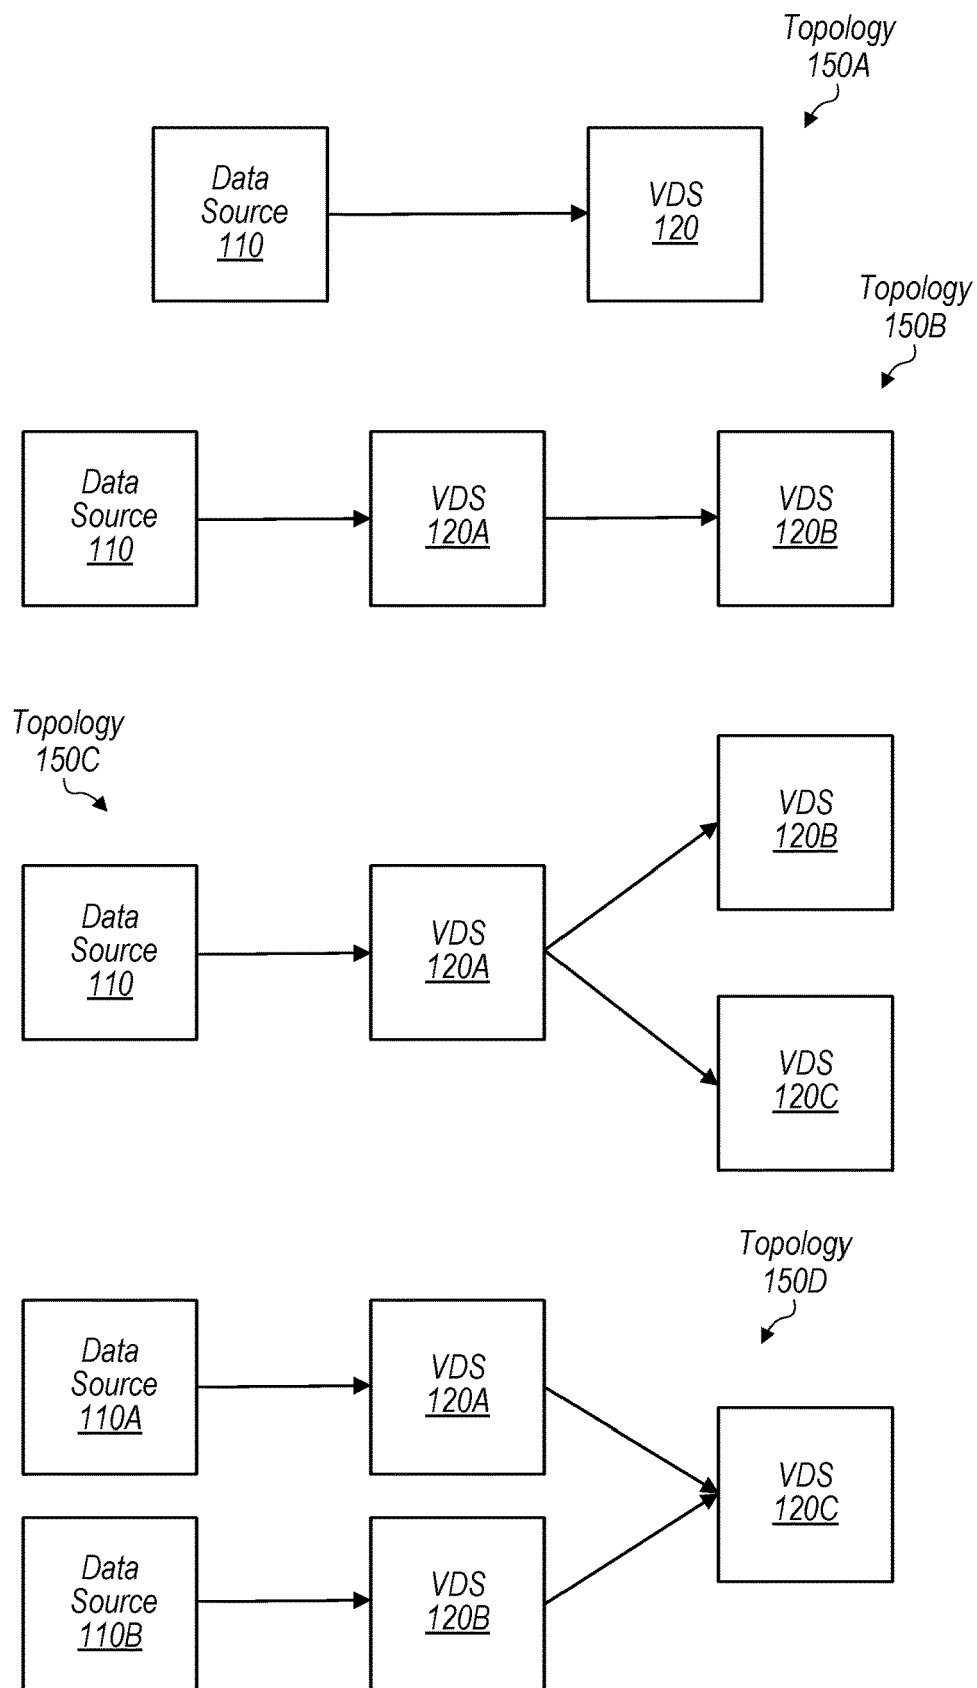 Topology
150A
Data
Source
110
VDS
120
Topology
150B
Data
Source
110
VDS
120A
VDS
120B
Topology
150C
VDS
120B
Data
Source
110
VDS
120A
VDS
120C
Topology
150D
Data
Source
110A
VDS
120A
VDS
120C
Data
Source
110B
VDS
120B